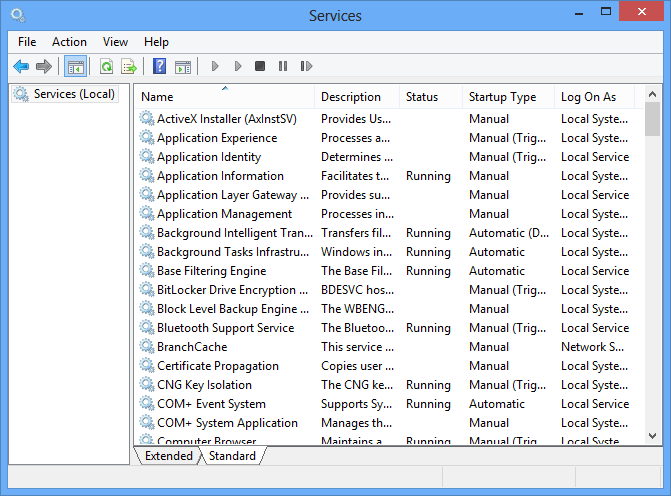 Services
File Action View Help
Services (Local)
Name Description Status Startup Type Log On As
ActiveX Installer (AxInstSV) Provides Us... Manual Local Syste...
Application Experience Processes a... Manual (Trig... Local Syste...
Application Identity Determines ... Manual (Trig... Local Service
Application Information Facilitates t... Running Manual Local Syste...
Application Layer Gateway ... Provides su... Manual Local Service
Application Management Processes in... Manual Local Syste...
Background Intelligent Tran... Transfers fil... Running Automatic (D... Local Syste...
Background Tasks Infrastru... Windows in... Running Automatic Local Syste...
Base Filtering Engine The Base Fil... Running Automatic Local Service
BitLocker Drive Encryption ... BDESVC hos... Manual (Trig... Local Syste...
Block Level Backup Engine ... The WBENG... Manual Local Syste...
Bluetooth Support Service The Bluetoo... Running Manual (Trig... Local Service
BranchCache This service ... Manual Network S...
Certificate Propagation Copies user ... Manual Local Syste...
CNG Key Isolation The CNG ke... Running Manual (Trig... Local Syste...
COM+ Event System Supports Sy... Running Automatic Local Service
COM+ System Application Manages th... Manual Local Syste...
Computer Browser Maintains a ... Running Manual (Trig... Local Syste...
Extended Standard